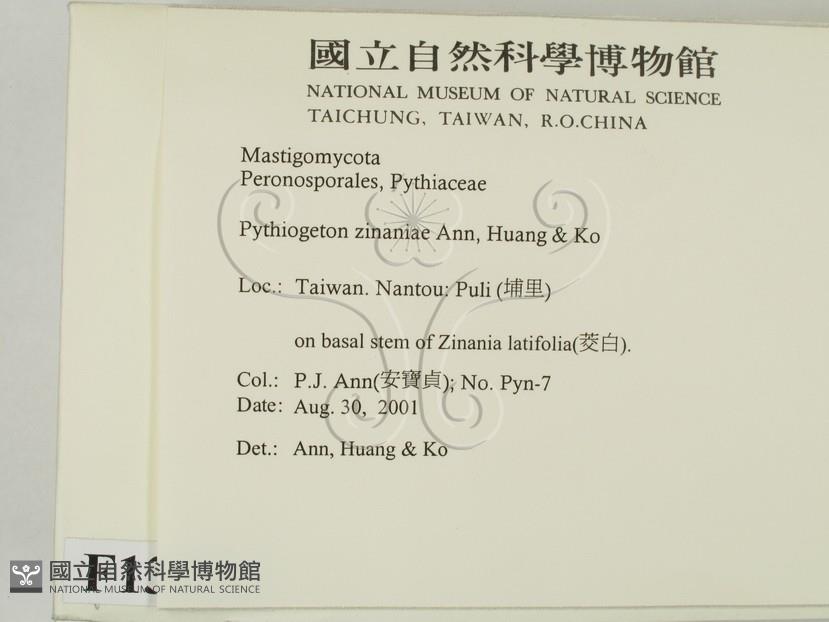 國立自然科學博物館
NATIONAL MUSEUM OF NATURAL SCIENCE
TAICHUNG, TAIWAN, R.O.CHINA
Mastigomycota
Peronosporales, Pythiaceae
Pythiogeton zinaniae Ann, Huang & Ko
Loc.: Taiwan. Nantou: Puli (埔里)
on basal stem of Zinania latifolia(茭白).
Col.: P.J. Ann(安寶貞); No. Pyn-7
Date: Aug. 30, 2001
Det.: Ann, Huang & Ko
國立自然科學博物館
NATIONAL MUSEUM OF NATURAL SCIENCE